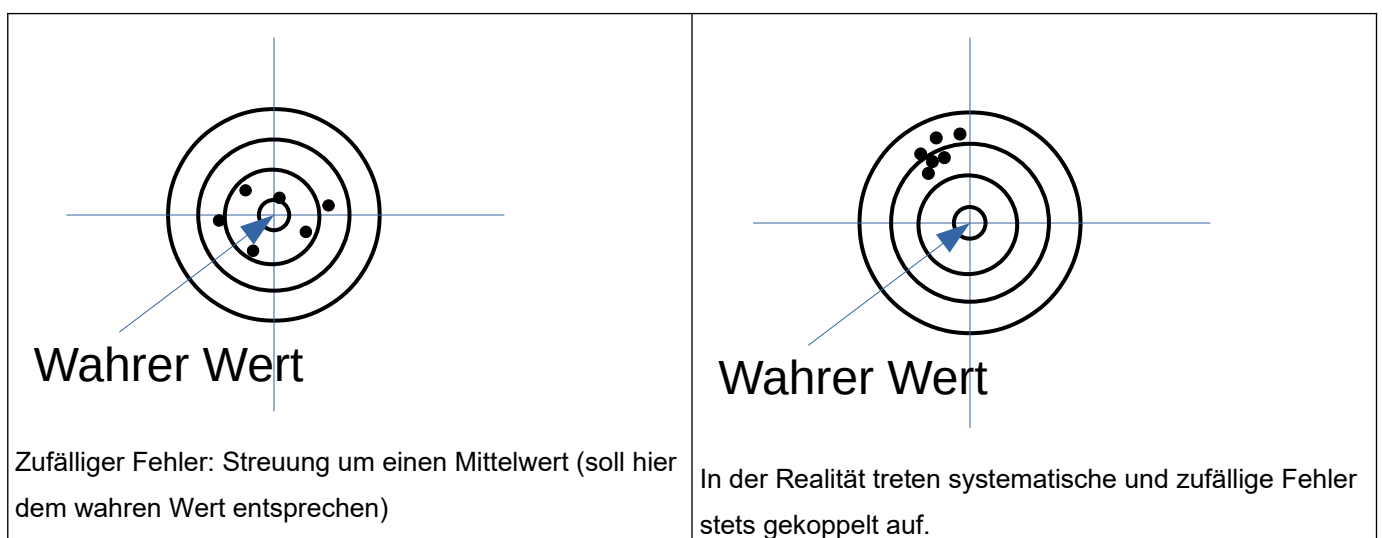 Wahrer Wert
Zufälliger Fehler: Streuung um einen Mittelwert (soll hier
dem wahren Wert entsprechen)
Wahrer Wert
In der Realität treten systematische und zufällige Fehler
stets gekoppelt auf.